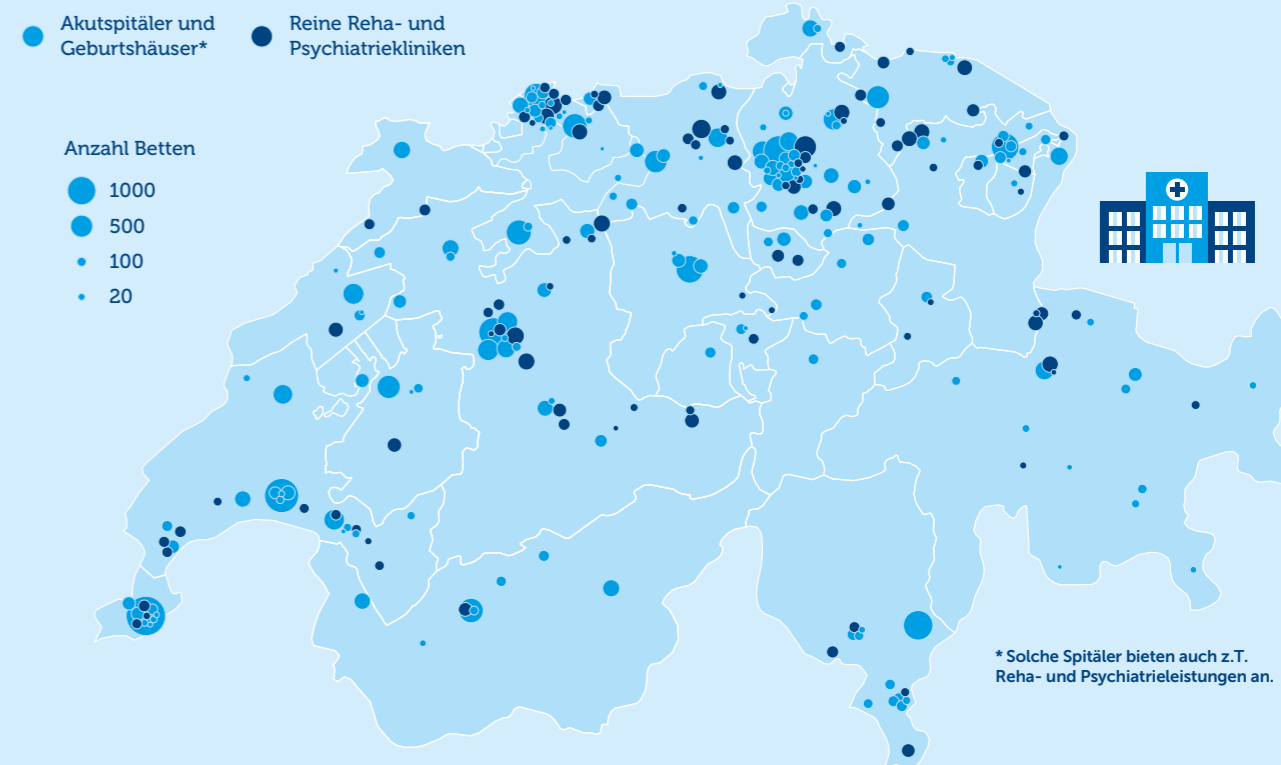 Akutspitäler und
Geburtshäuser*
Reine Reha- und
Psychiatriekliniken
Anzahl Betten
1000
500
100
20
* Solche Spitäler bieten auch z.T.
Reha- und Psychiatrieleistungen an.